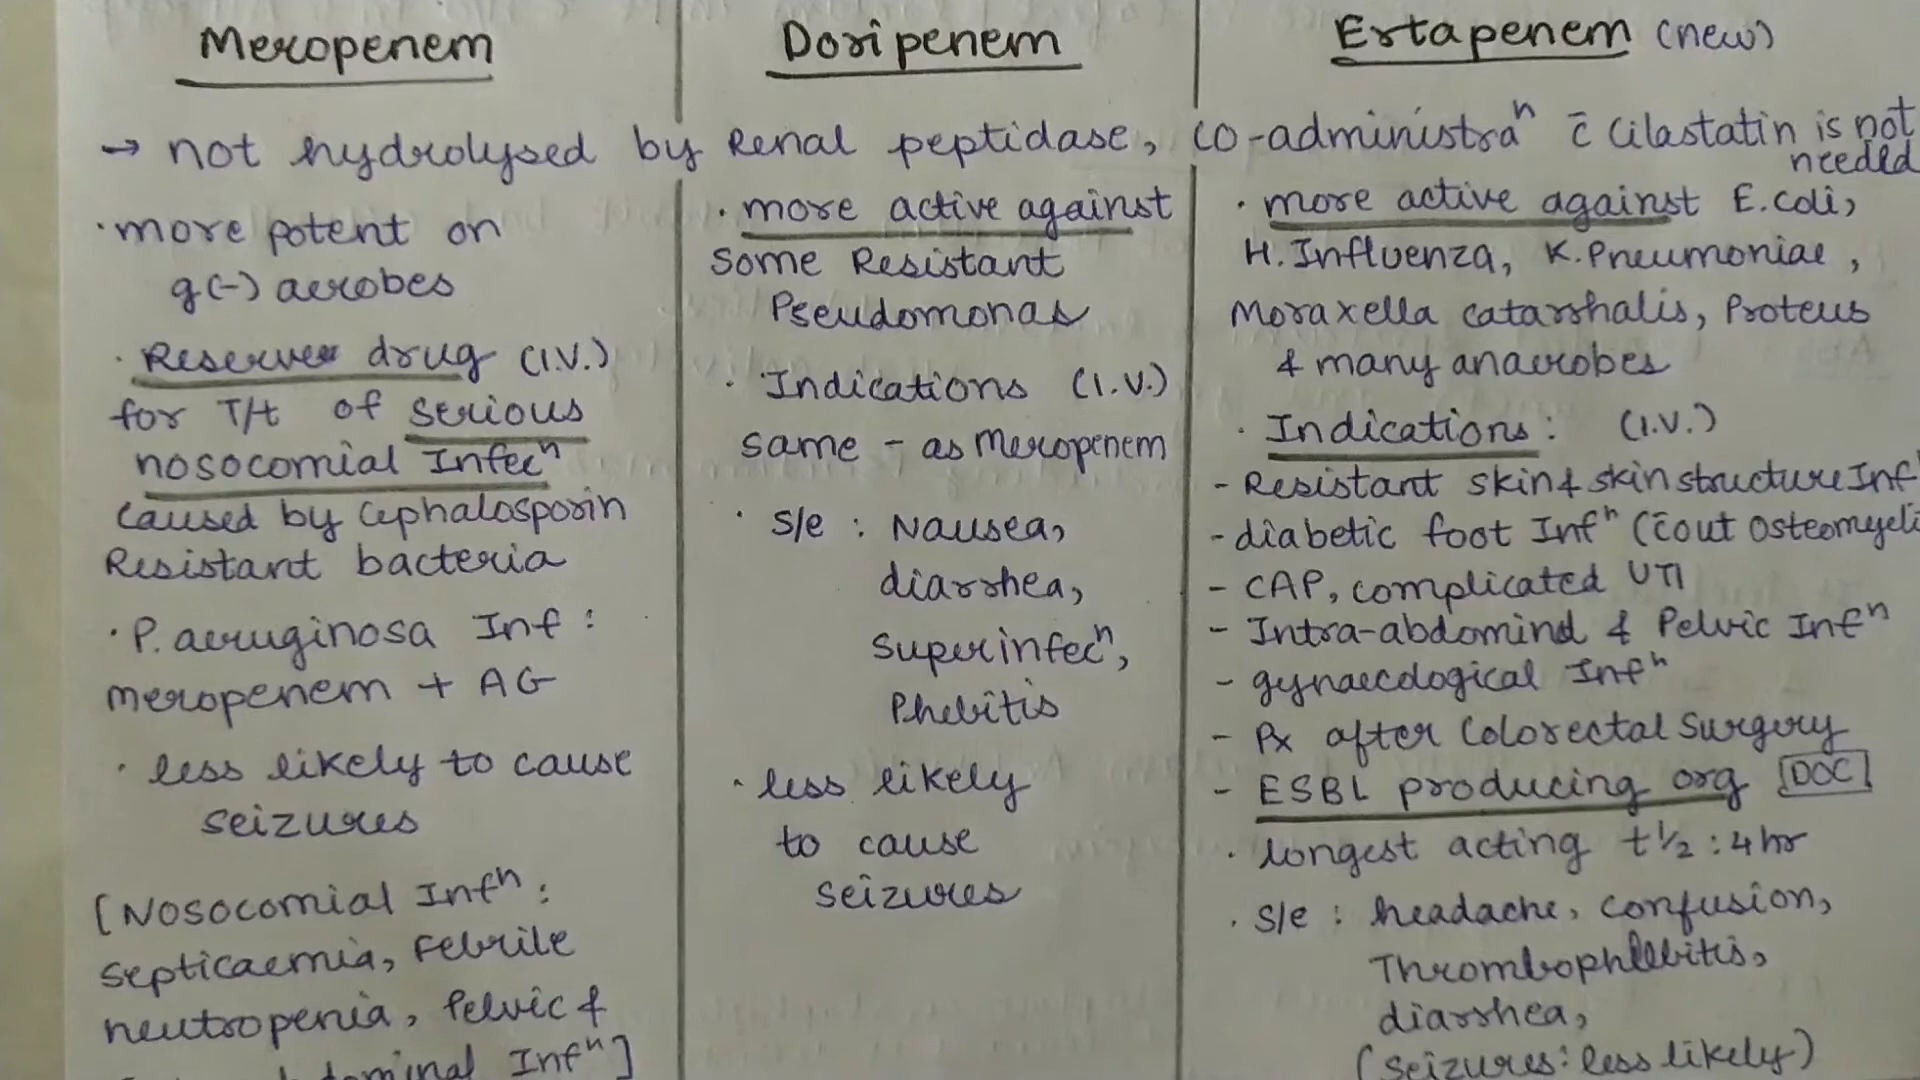 Meropenem
Doripenem
Ertapenem (new)
→ not hydrolysed by Renal peptidase, co-administraⁿ c̄ Cilastatin is not
needed
· more potent on
g(-) aerobes
· Reserve drug (I.V.)
for T/t of serious
nosocomial Infecⁿ
caused by cephalosporin
Resistant bacteria
· P. aeruginosa Inf :
meropenem + AG
· less likely to cause
seizures
[Nosocomial Infⁿ :
septicaemia, Febrile
neutropenia, Pelvic &
Infⁿ]
· more active against
some Resistant
Pseudomonas
· Indications (I.V.)
same - as Meropenem
· s/e : Nausea,
diarrhea,
superinfecⁿ,
Phebitis
· less likely
to cause
seizures
· more active against E.coli,
H.Influenza, K.Pneumoniae,
Moraxella catarrhalis, Proteus
& many anaerobes
· Indications : (I.V.)
- Resistant skin & skin structure Inf
- diabetic foot Infⁿ (c̄out Osteomyeli
- CAP, complicated UTI
- Intra-abdominal & Pelvic Infⁿ
- gynaecological Infⁿ
- Px after Colorectal Surgery
- ESBL producing org [DOC]
· longest acting t½ : 4 hr
· s/e : headache, confusion,
Thrombophlebitis,
diarrhea,
(seizures: less likely)